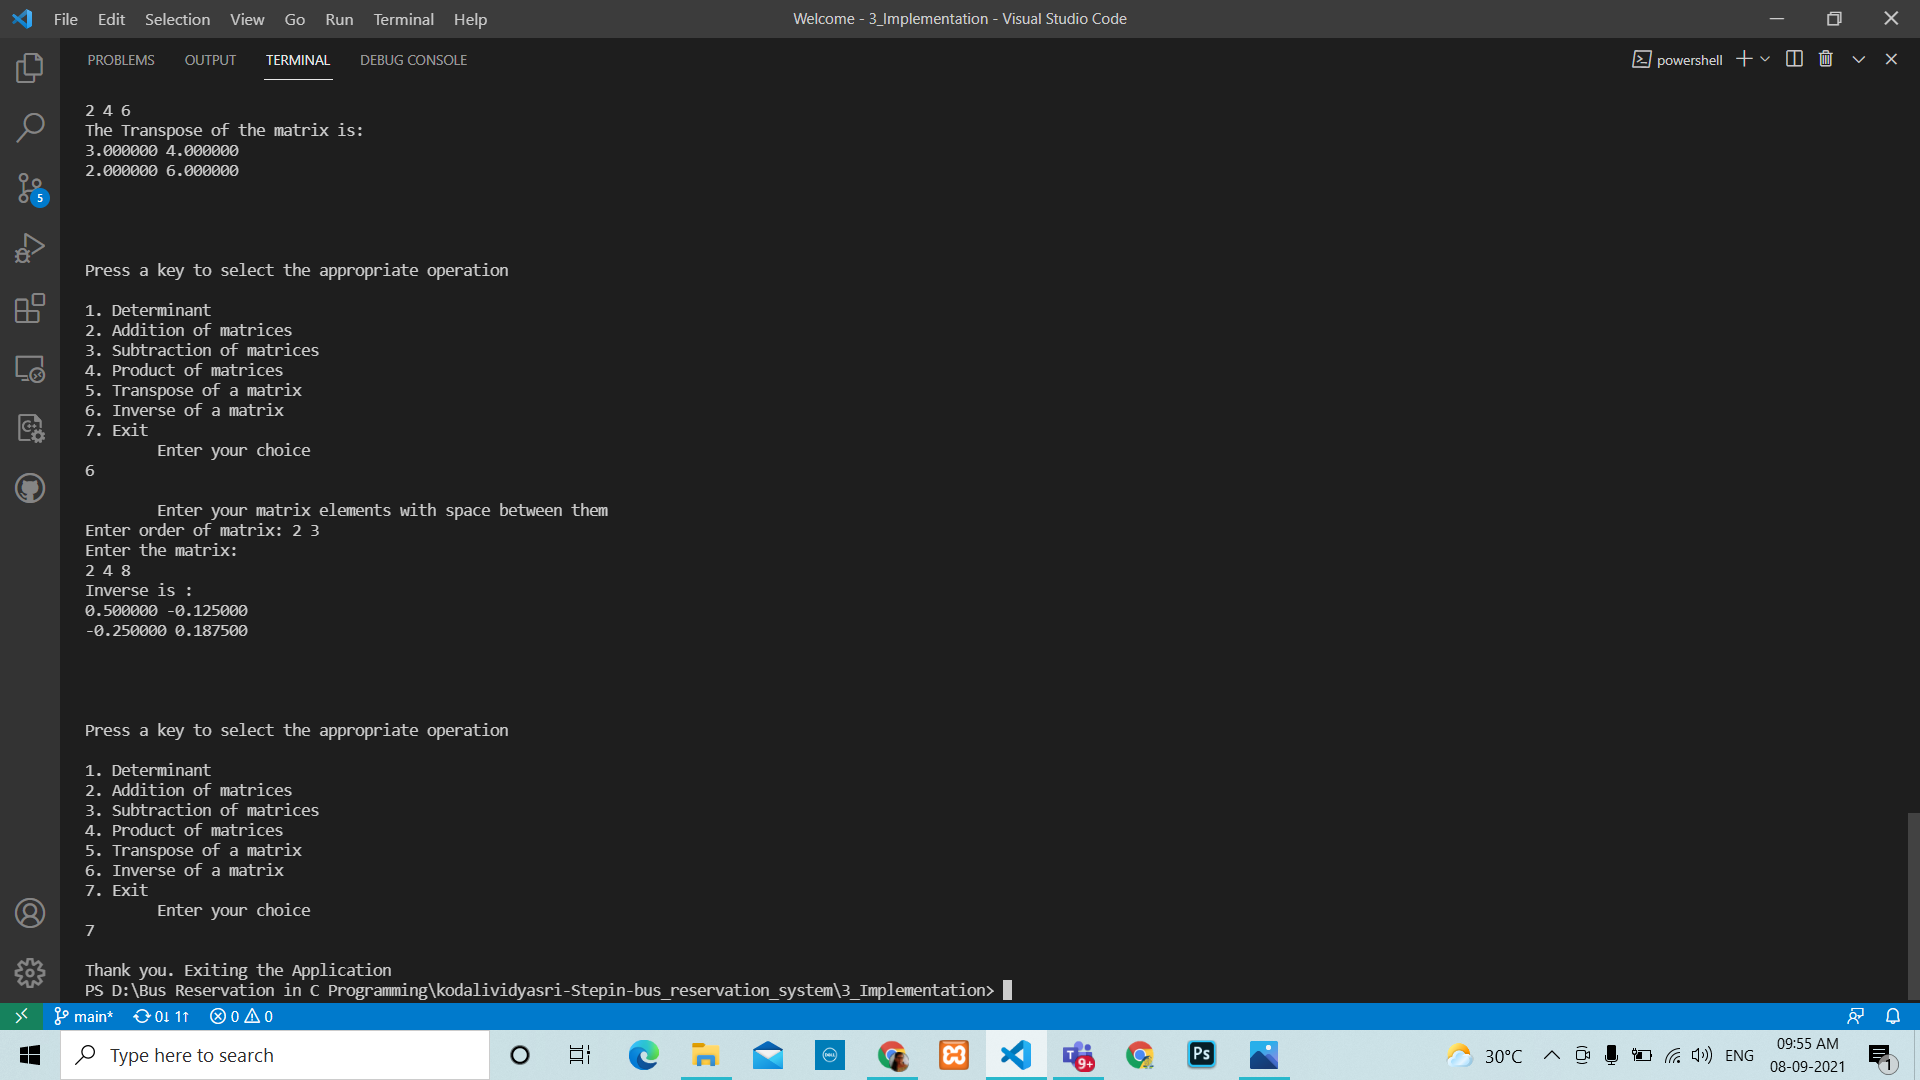 File Edit Selection View Go Run Terminal Help
Welcome - 3_Implementation - Visual Studio Code
PROBLEMS OUTPUT TERMINAL DEBUG CONSOLE
powershell
2 4 6
The Transpose of the matrix is:
3.000000 4.000000
2.000000 6.000000
5
Press a key to select the appropriate operation
1. Determinant
2. Addition of matrices
3. Subtraction of matrices
4. Product of matrices
5. Transpose of a matrix
6. Inverse of a matrix
7. Exit
Enter your choice
6
Enter your matrix elements with space between them
Enter order of matrix: 2 3
Enter the matrix:
2 4 8
Inverse is :
0.500000 -0.125000
-0.250000 0.187500
Press a key to select the appropriate operation
1. Determinant
2. Addition of matrices
3. Subtraction of matrices
4. Product of matrices
5. Transpose of a matrix
6. Inverse of a matrix
7. Exit
Enter your choice
7
Thank you. Exiting the Application
PS D:\Bus Reservation in C Programming\kodalividyasri-Stepin-bus_reservation_system\3_Implementation>
main* 0↓ 1↑ 0 0
Type here to search
DELL
T 9+
Ps
30°C
ENG
09:55 AM
08-09-2021
1